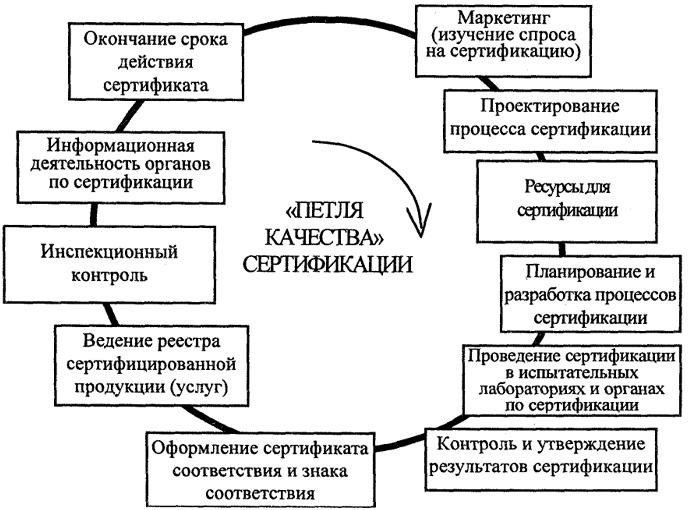 Маркетинг
(изучение спроса
на сертификацию)
Проектирование
процесса сертификации
Ресурсы для
сертификации
Планирование и
разработка процессов
сертификации
Проведение сертификации
в испытательных
лабораториях и органах
по сертификации
Контроль и утверждение
результатов сертификации
Оформление сертификата
соответствия и знака
соответствия
Ведение реестра
сертифицированной
продукции (услуг)
Инспекционный
контроль
Информационная
деятельность органов
по сертификации
Окончание срока
действия
сертификата
«ПЕТЛЯ
КАЧЕСТВА»
СЕРТИФИКАЦИИ